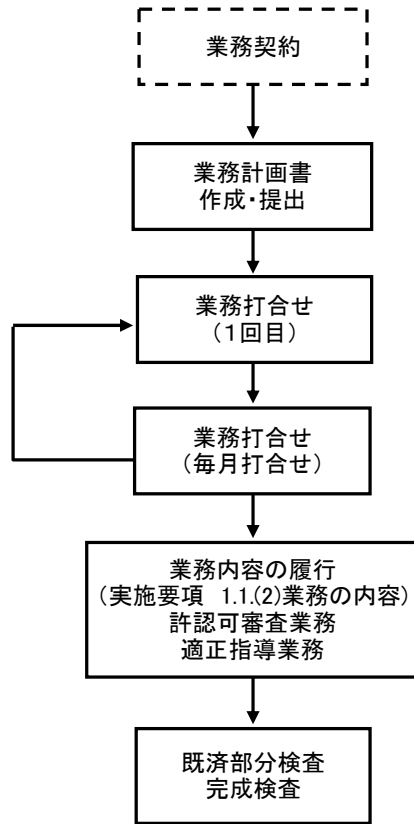 業務契約
業務計画書
作成・提出
業務打合せ
（１回目）
業務打合せ
（毎月打合せ）
業務内容の履行
（実施要項 1.1.(2)業務の内容）
許認可審査業務
適正指導業務
既済部分検査
完成検査